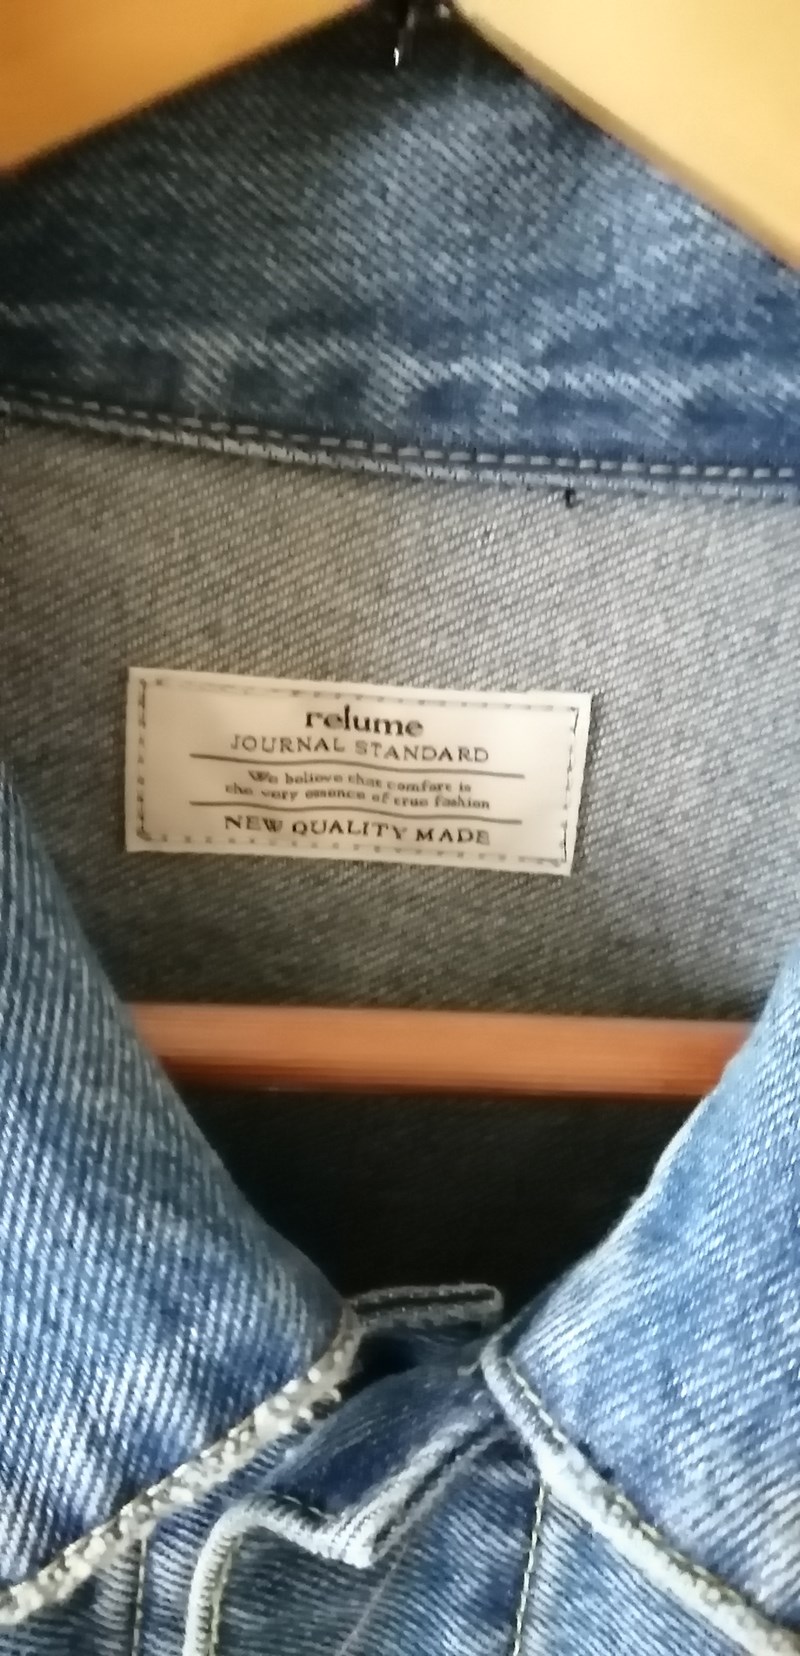 relume
JOURNAL STANDARD
We believe that comfort is
the very essence of true fashion
NEW QUALITY MADE